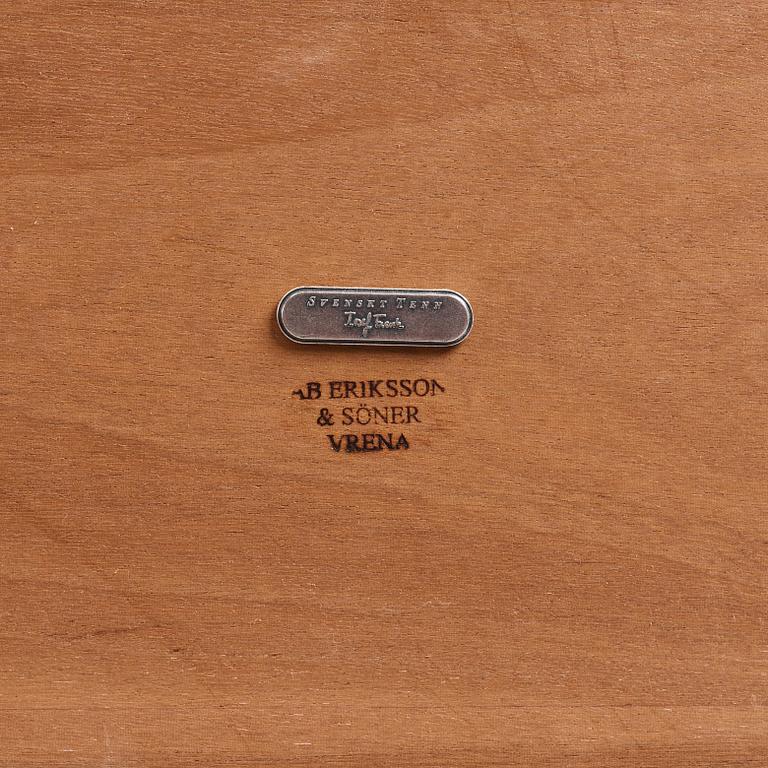 SVENSKT TENN
Josef Frank
AB ERIKSSON
& SÖNER
VRENA